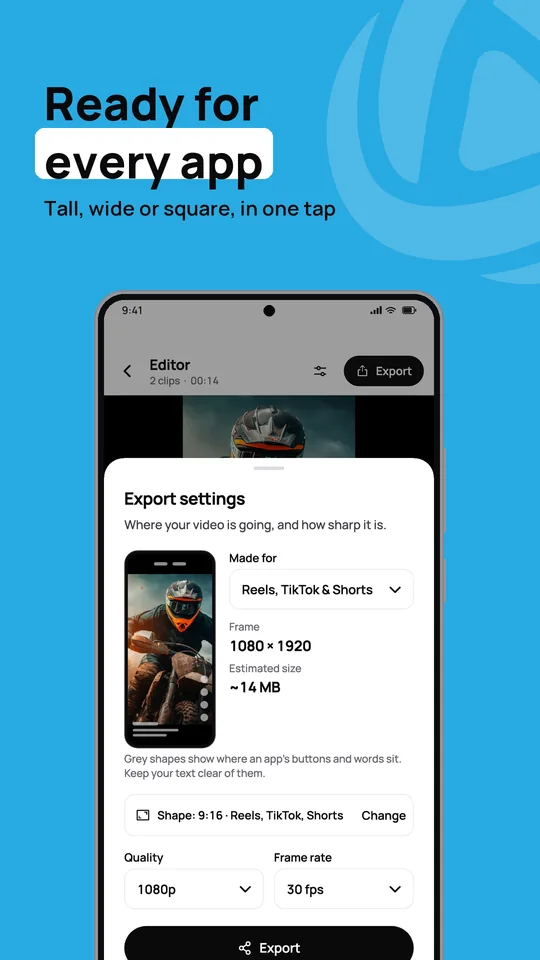 Ready for
every app
Tall, wide or square, in one tap
9:41
Editor
2 clips · 00:14
Export
Export settings
Where your video is going, and how sharp it is.
Made for
Reels, TikTok & Shorts
Frame
1080 × 1920
Estimated size
~14 MB
Grey shapes show where an app's buttons and words sit.
Keep your text clear of them.
Shape: 9:16 · Reels, TikTok, Shorts
Change
Quality
Frame rate
1080p
30 fps
Export